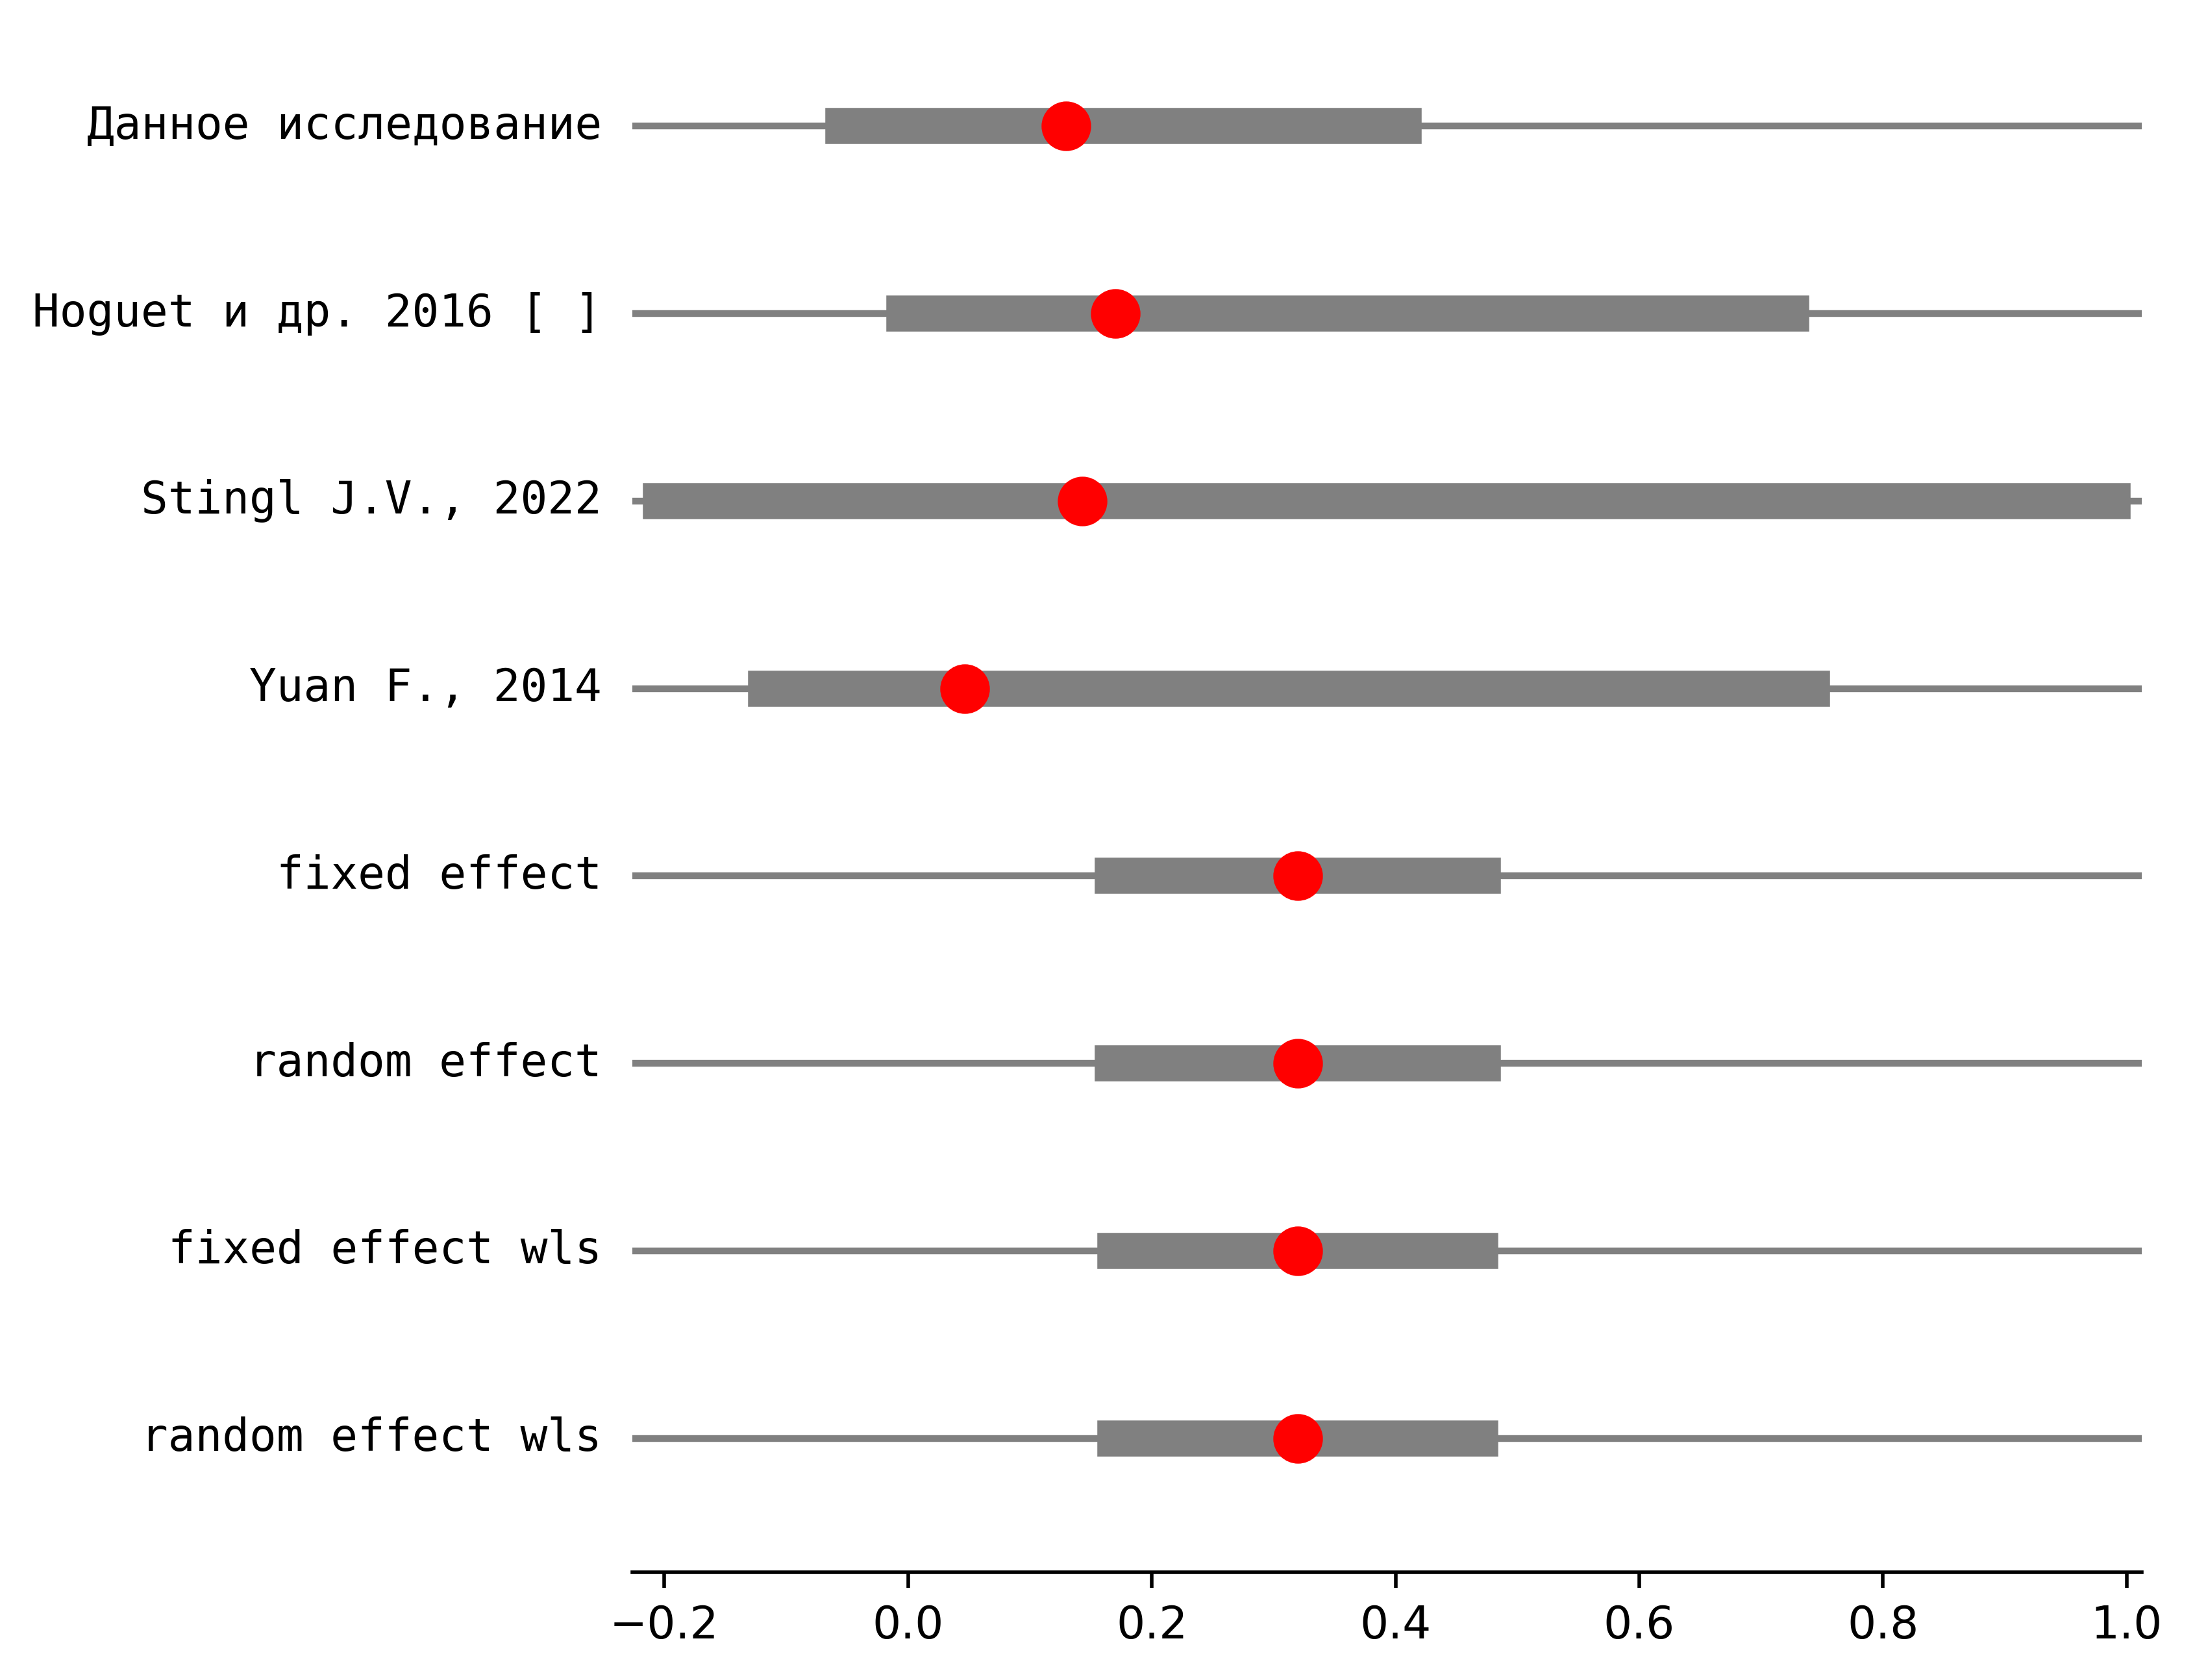 Данное исследование
Hoguet и др. 2016 [ ]
Stingl J.V., 2022
Yuan F., 2014
fixed effect
random effect
fixed effect wls
random effect wls
−0.2 0.0 0.2 0.4 0.6 0.8 1.0